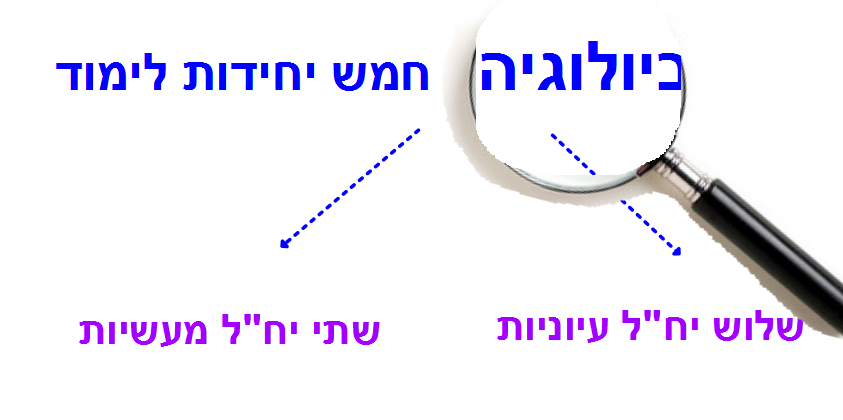 ביולוגיה חמש יחידות לימוד
שלוש יח"ל עיוניות
שתי יח"ל מעשיות